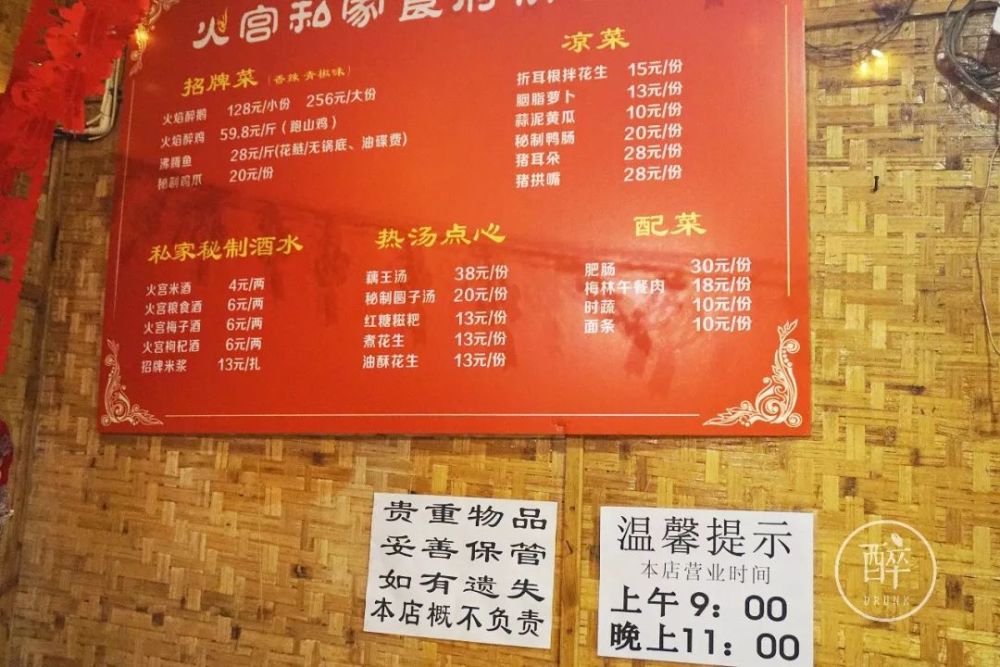 火宫私家食府
招牌菜（香辣 青椒味）
火焰醉鹅 128元/小份 256元/大份
火焰醉鸡 59.8元/斤（跑山鸡）
沸腾鱼 28元/斤(花鲢/无锅底、油碟费)
秘制鸡爪 20元/份
凉菜
折耳根拌花生 15元/份
胭脂萝卜 13元/份
蒜泥黄瓜 10元/份
秘制鸭肠 20元/份
猪耳朵 28元/份
猪拱嘴 28元/份
私家秘制酒水
火宫米酒 4元/两
火宫粮食酒 6元/两
火宫梅子酒 6元/两
火宫枸杞酒 6元/两
招牌米浆 13元/扎
热汤点心
藕王汤 38元/份
秘制圆子汤 20元/份
红糖糍粑 13元/份
煮花生 13元/份
油酥花生 13元/份
配菜
肥肠 30元/份
梅林午餐肉 18元/份
时蔬 10元/份
面条 10元/份
贵重物品
妥善保管
如有遗失
本店概不负责
温馨提示
本店营业时间
上午9：00
晚上11：00
醉
DRUNK